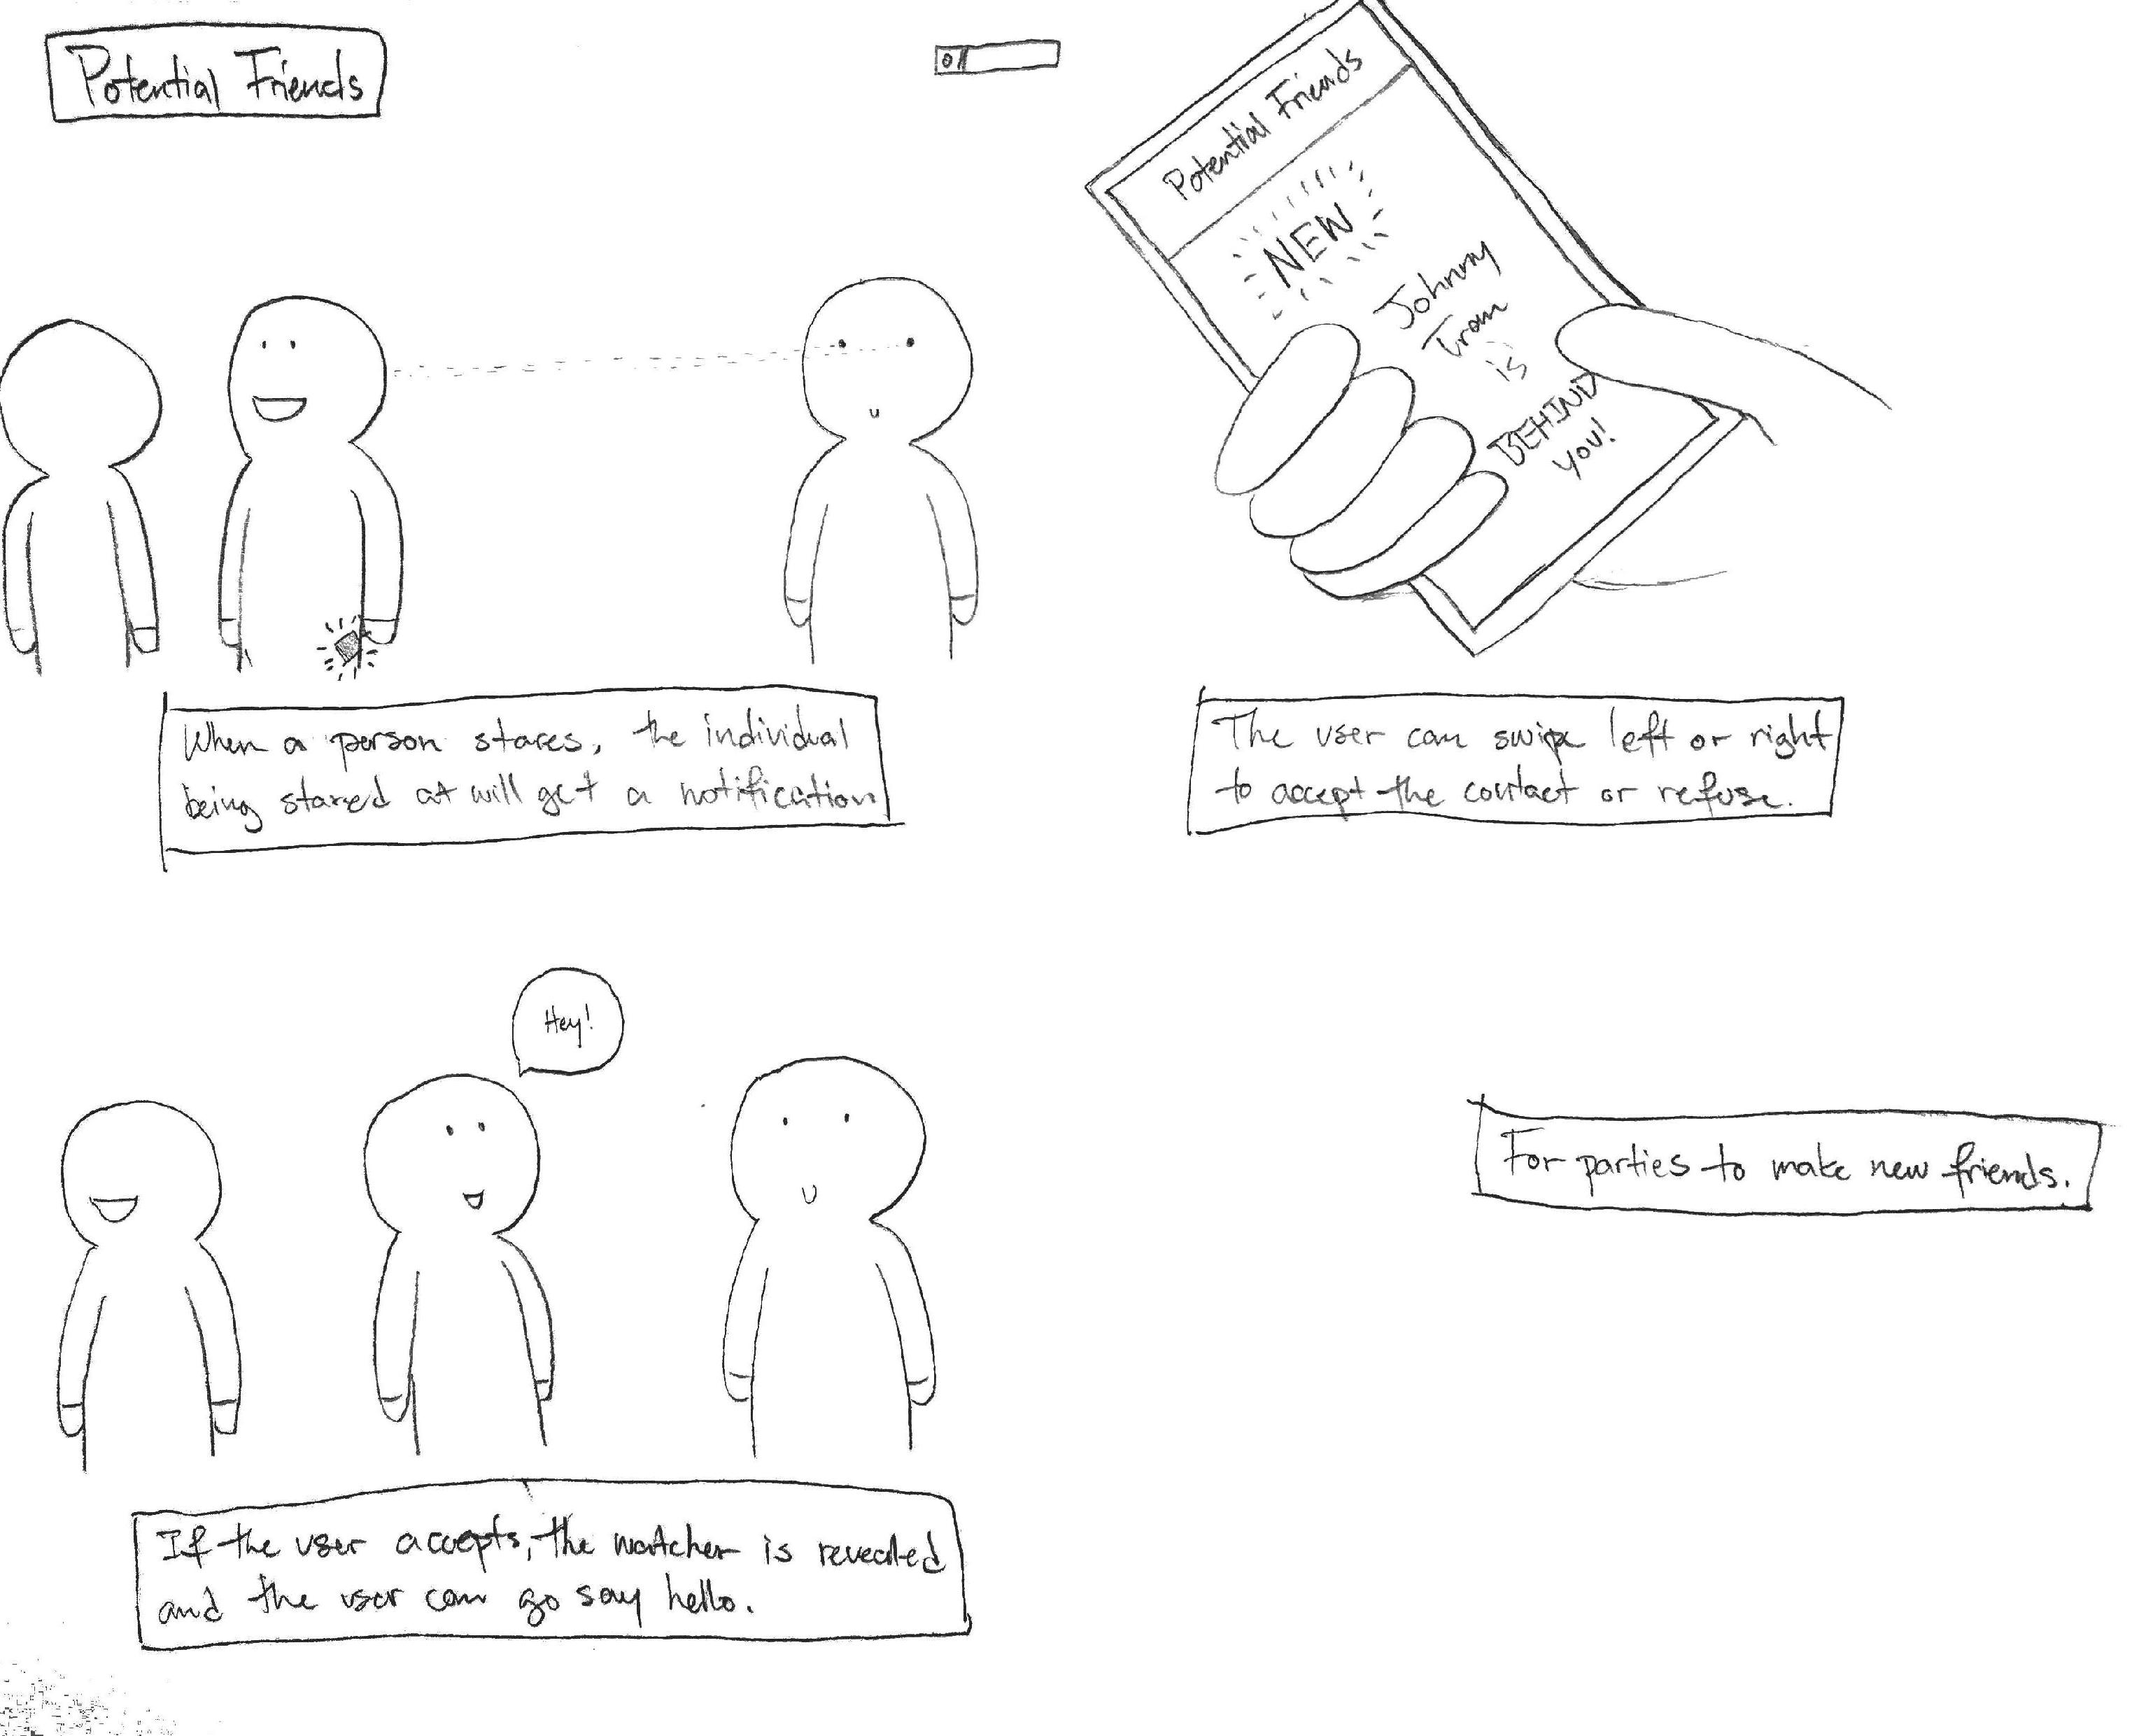 Potential Friends
07
Potential Friends
NEW
Johnny
Tran
is
BEHIND
you!
When a person stares, the individual
being stared at will get a notification
The user can swipe left or right
to accept the contact or refuse.
Hey!
For parties to make new friends.
If the user accepts, the watcher is revealed
and the user can go say hello.